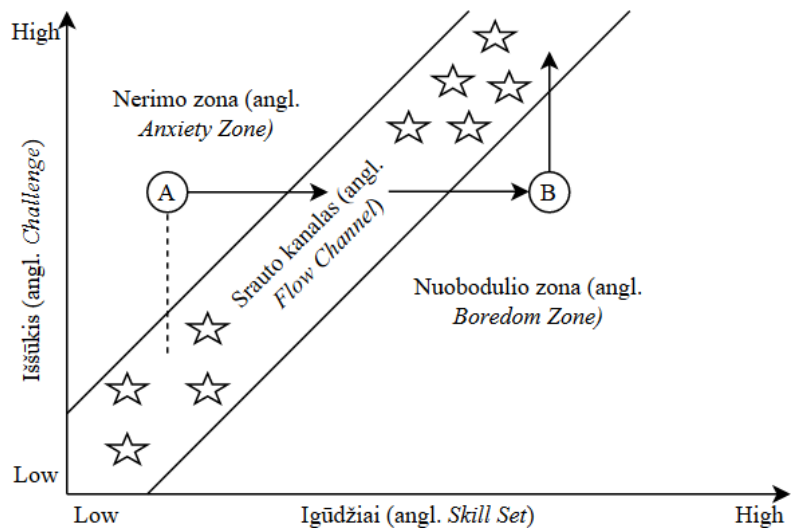 High
Nerimo zona (angl.
Anxiety Zone)
A
B
Srauto kanalas (angl.
Flow Channel)
Nuobodulio zona (angl.
Boredom Zone)
Iššūkis (angl. Challenge)
Low
Low
Igūdžiai (angl. Skill Set)
High